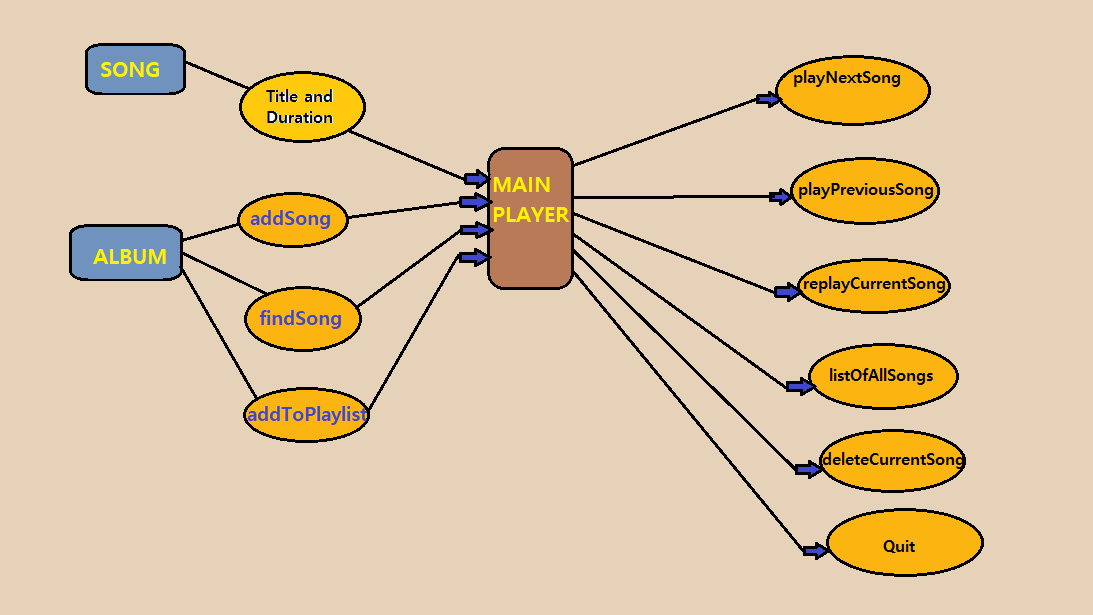 SONG
Title and
Duration
addSong
ALBUM
findSong
addToPlaylist
MAIN
PLAYER
playNextSong
playPreviousSong
replayCurrentSong
listOfAllSongs
deleteCurrentSong
Quit